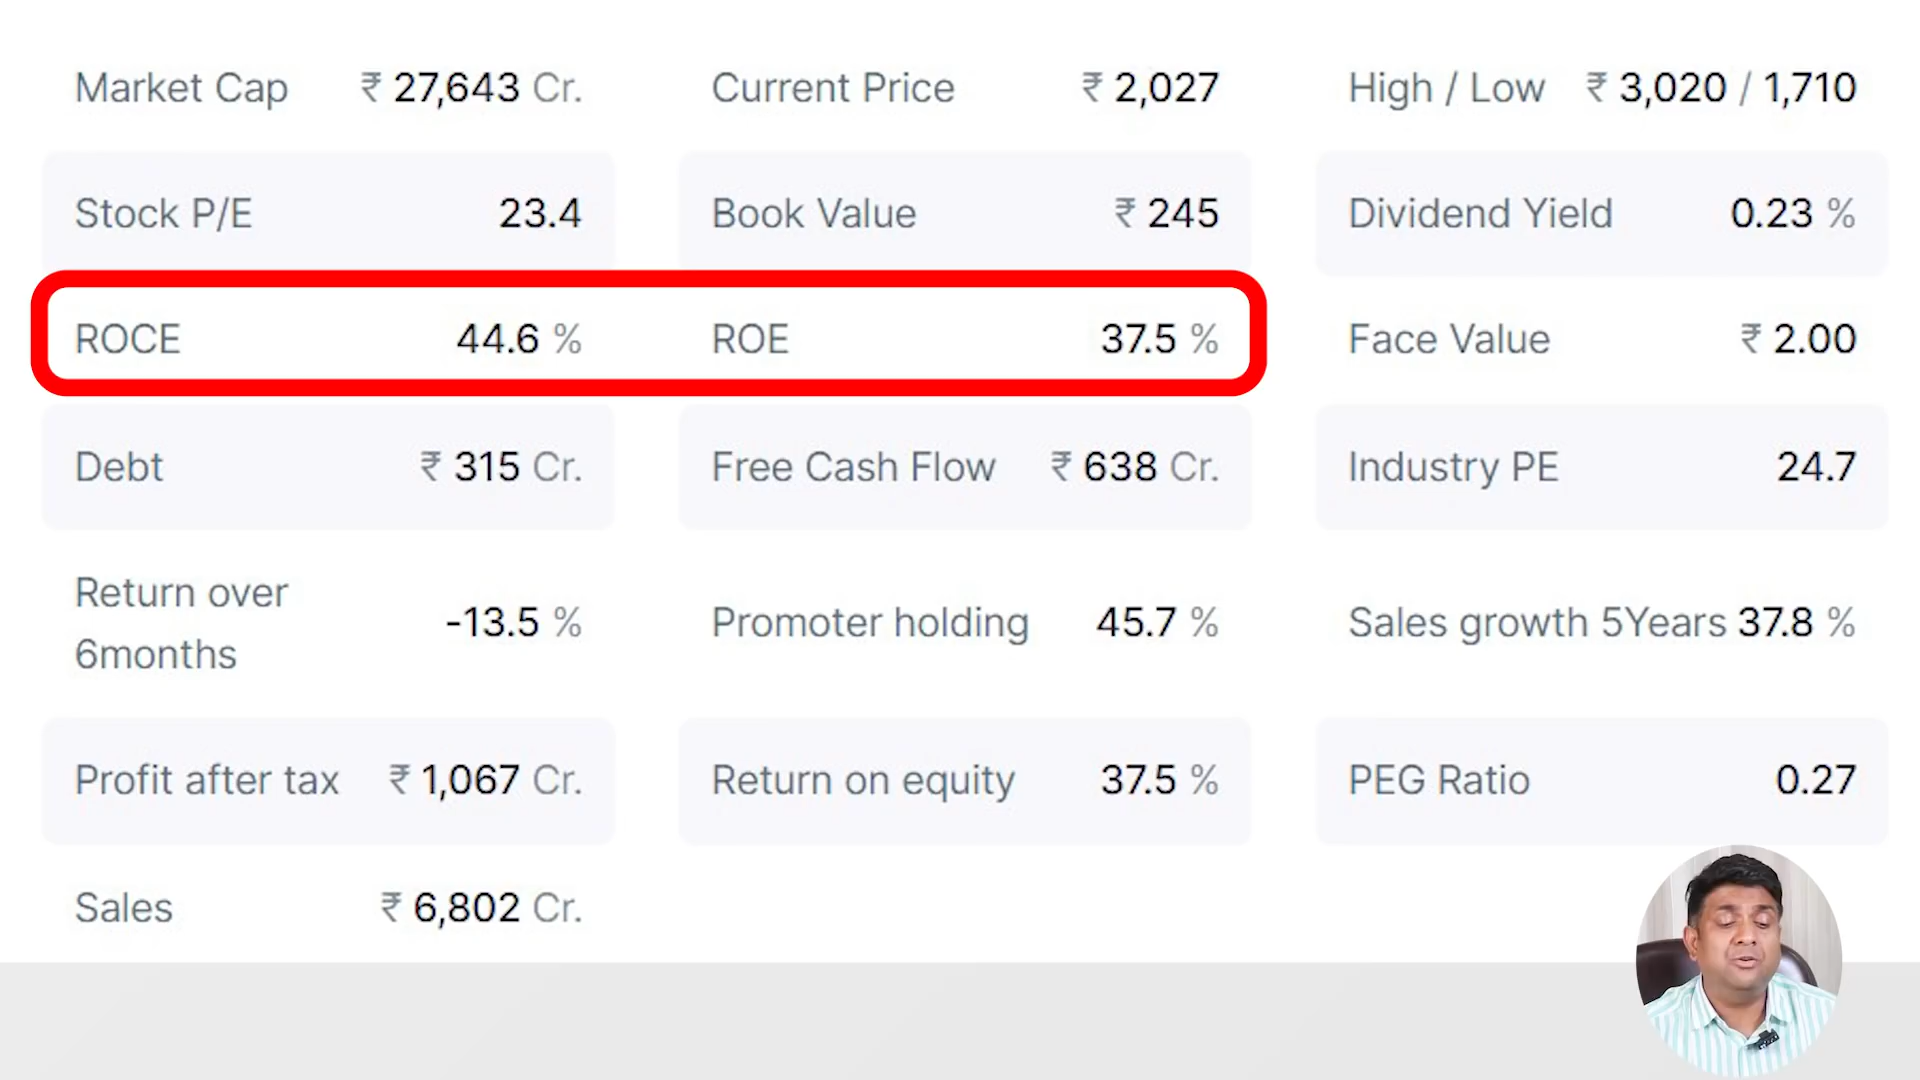 Market Cap ₹ 27,643 Cr.
Current Price ₹ 2,027
High / Low ₹ 3,020 / 1,710
Stock P/E 23.4
Book Value ₹ 245
Dividend Yield 0.23 %
ROCE 44.6 %
ROE 37.5 %
Face Value ₹ 2.00
Debt ₹ 315 Cr.
Free Cash Flow ₹ 638 Cr.
Industry PE 24.7
Return over
6months -13.5 %
Promoter holding 45.7 %
Sales growth 5Years 37.8 %
Profit after tax ₹ 1,067 Cr.
Return on equity 37.5 %
PEG Ratio 0.27
Sales ₹ 6,802 Cr.